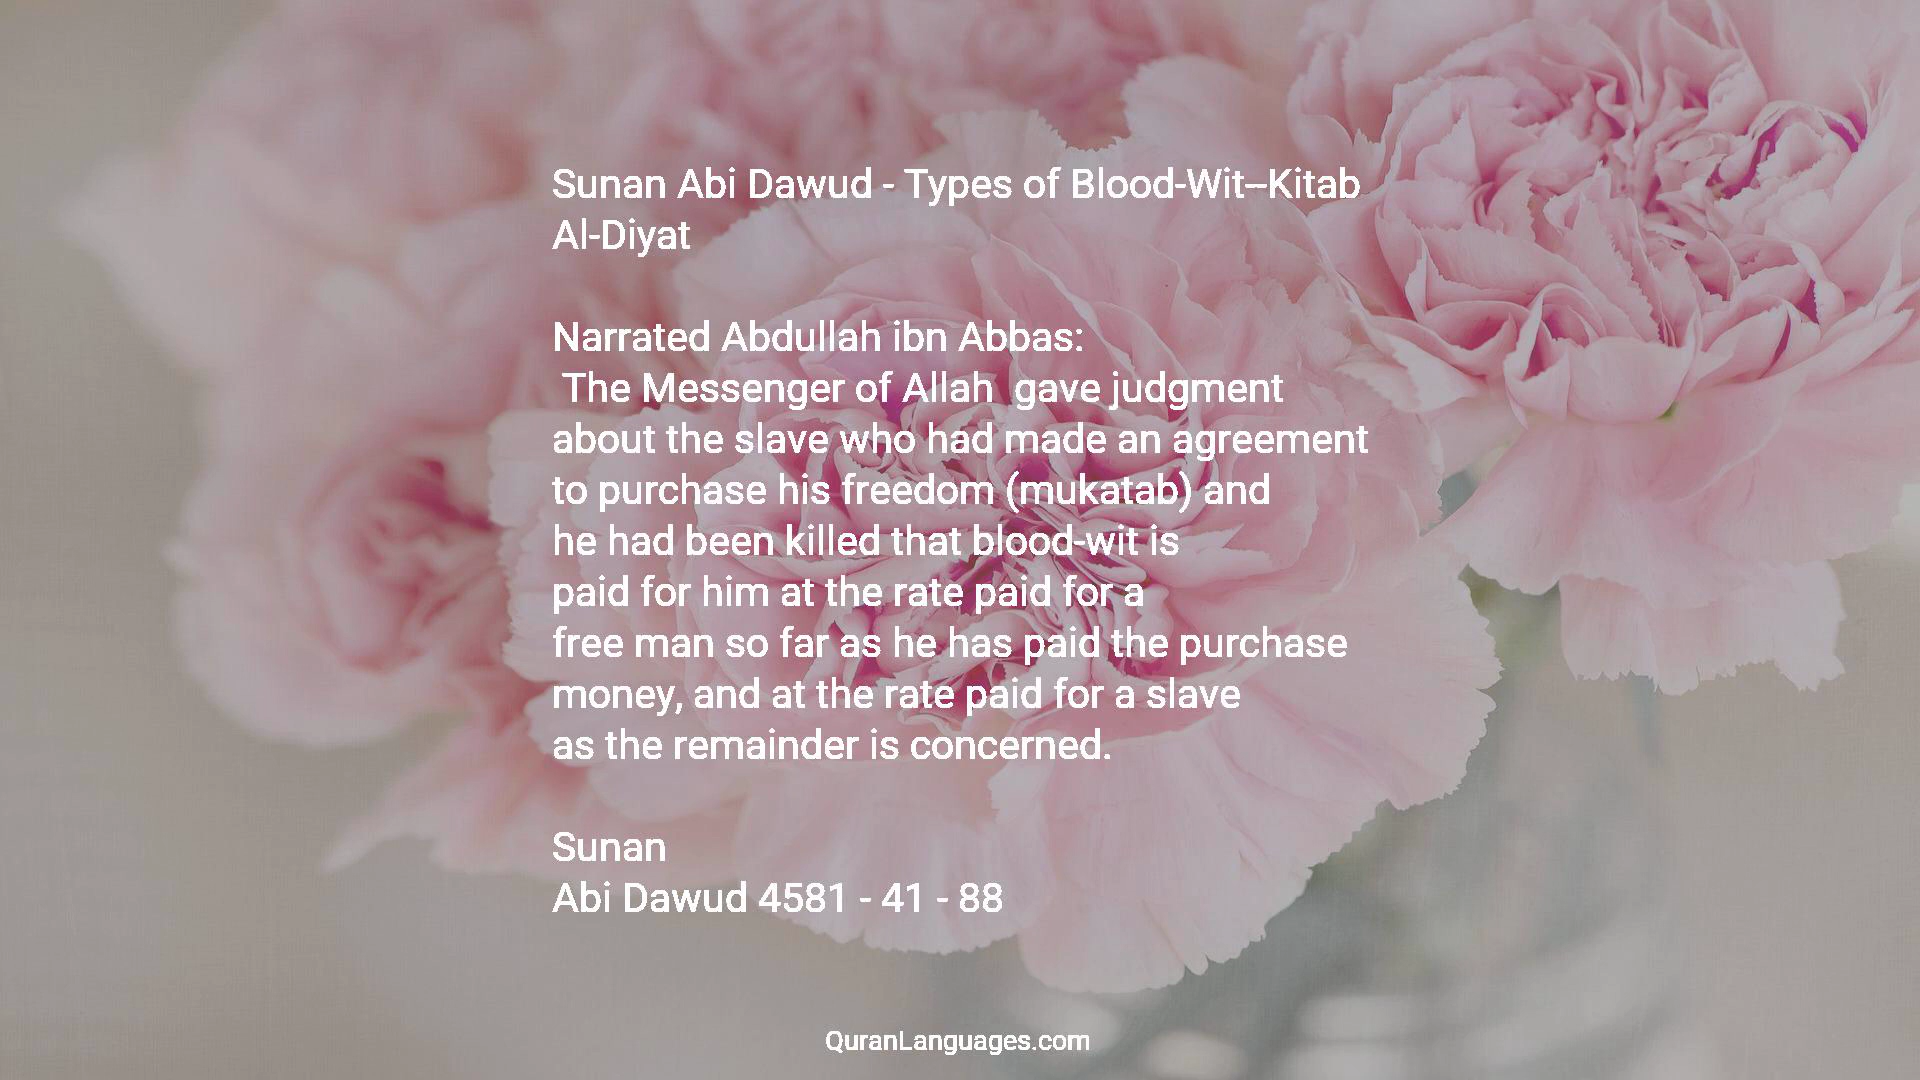 Sunan Abi Dawud - Types of Blood-Wit--Kitab
Al-Diyat
Narrated Abdullah ibn Abbas:
The Messenger of Allah  gave judgment
about the slave who had made an agreement
to purchase his freedom (mukatab) and
he had been killed that blood-wit is
paid for him at the rate paid for a
free man so far as he has paid the purchase
money, and at the rate paid for a slave
as the remainder is concerned.
Sunan
Abi Dawud 4581 - 41 - 88
QuranLanguages.com